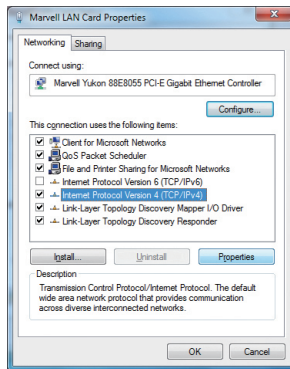 Marvell LAN Card Properties
Networking Sharing
Connect using:
Marvell Yukon 88E8055 PCI-E Gigabit Ethernet Controller
Configure...
This connection uses the following items:
Client for Microsoft Networks
QoS Packet Scheduler
File and Printer Sharing for Microsoft Networks
Internet Protocol Version 6 (TCP/IPv6)
Internet Protocol Version 4 (TCP/IPv4)
Link-Layer Topology Discovery Mapper I/O Driver
Link-Layer Topology Discovery Responder
Install... Uninstall Properties
Description
Transmission Control Protocol/Internet Protocol. The default
wide area network protocol that provides communication
across diverse interconnected networks.
OK Cancel